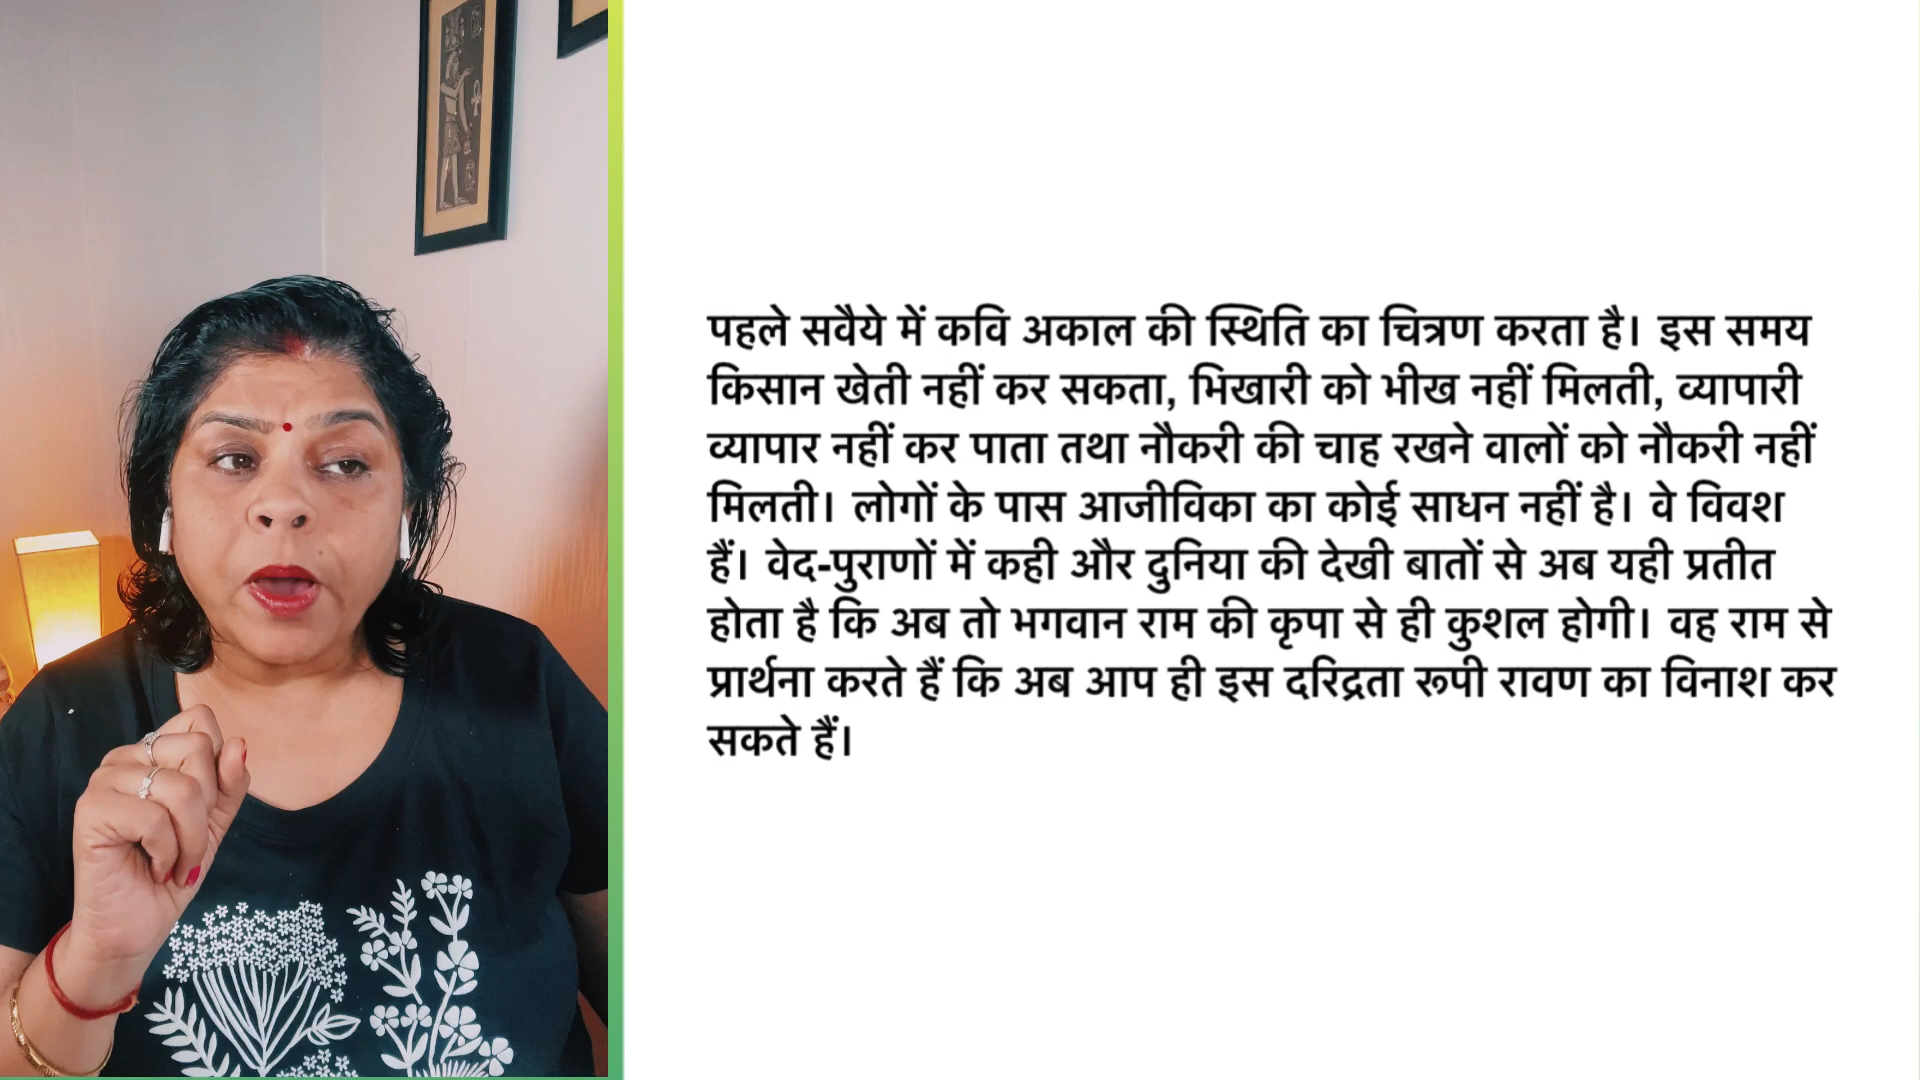 पहले सवैये में कवि अकाल की स्थिति का चित्रण करता है। इस समय
किसान खेती नहीं कर सकता, भिखारी को भीख नहीं मिलती, व्यापारी
व्यापार नहीं कर पाता तथा नौकरी की चाह रखने वालों को नौकरी नहीं
मिलती। लोगों के पास आजीविका का कोई साधन नहीं है। वे विवश
हैं। वेद-पुराणों में कही और दुनिया की देखी बातों से अब यही प्रतीत
होता है कि अब तो भगवान राम की कृपा से ही कुशल होगी। वह राम से
प्रार्थना करते हैं कि अब आप ही इस दरिद्रता रूपी रावण का विनाश कर
सकते हैं।